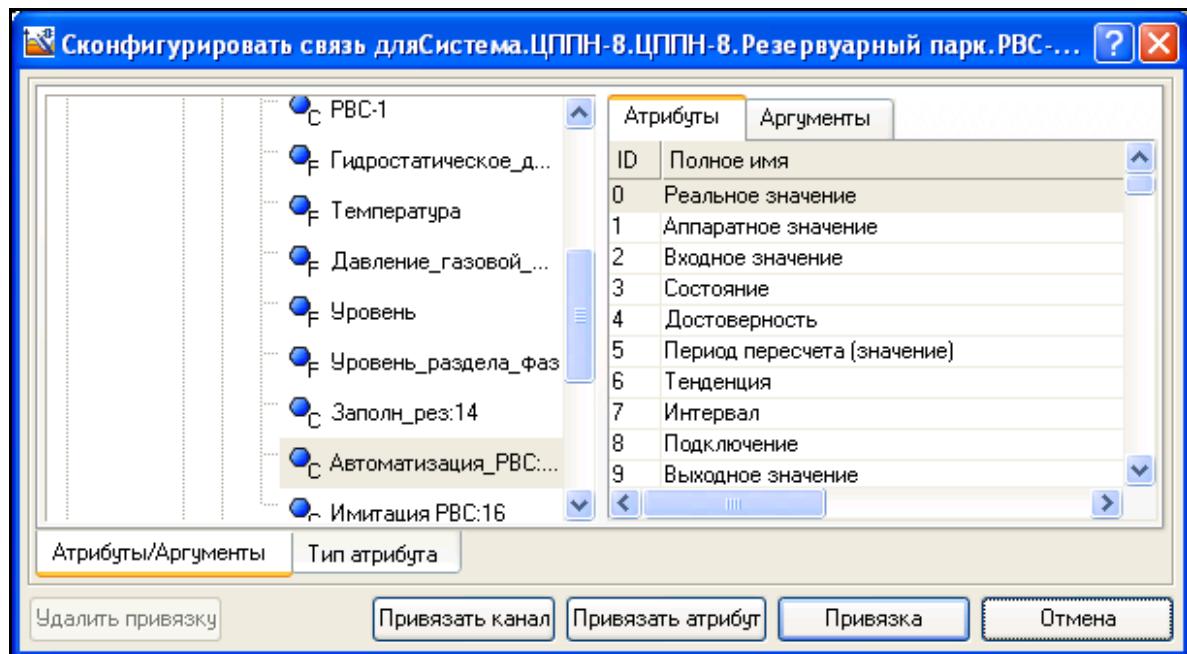 Сконфигурировать связь дляСистема.ЦППН-8.ЦППН-8.Резервуарный парк.РВС-...
C РВС-1
F Гидростатическое_д...
F Температура
F Давление_газовой_...
F Уровень
F Уровень_раздела_фаз
C Заполн_рез:14
C Автоматизация_РВС:...
C Имитация РВС:16
Атрибуты Аргументы
ID Полное имя
0 Реальное значение
1 Аппаратное значение
2 Входное значение
3 Состояние
4 Достоверность
5 Период пересчета (значение)
6 Тенденция
7 Интервал
8 Подключение
9 Выходное значение
Атрибуты/Аргументы Тип атрибута
Удалить привязку Привязать канал Привязать атрибут Привязка Отмена